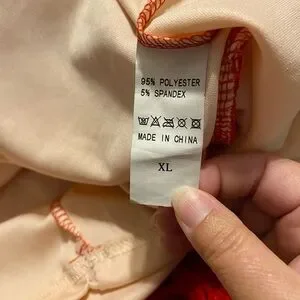 95% POLYESTER
5% SPANDEX
MADE IN CHINA
XL